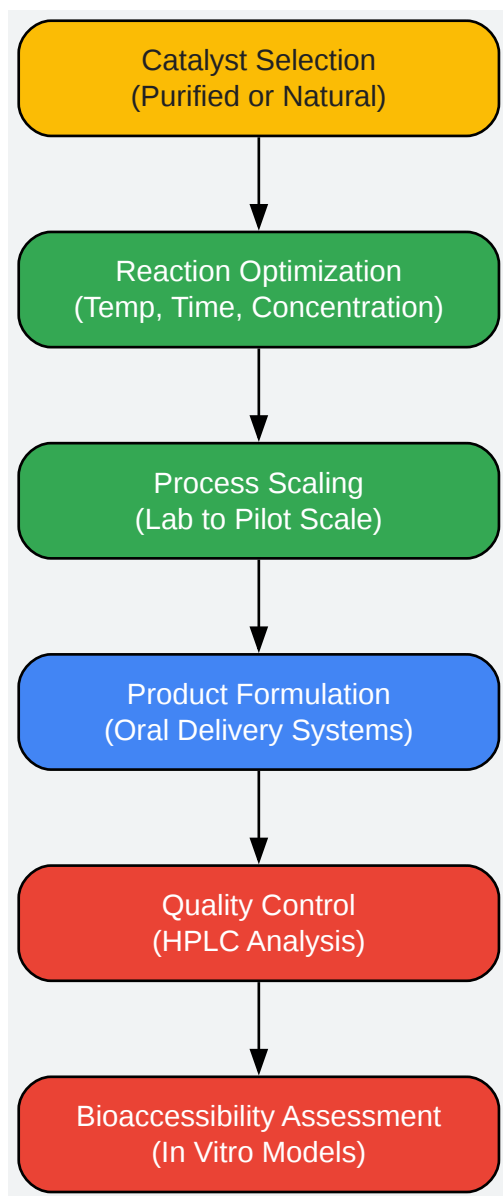 Catalyst Selection
(Purified or Natural)
Reaction Optimization
(Temp, Time, Concentration)
Process Scaling
(Lab to Pilot Scale)
Product Formulation
(Oral Delivery Systems)
Quality Control
(HPLC Analysis)
Bioaccessibility Assessment
(In Vitro Models)